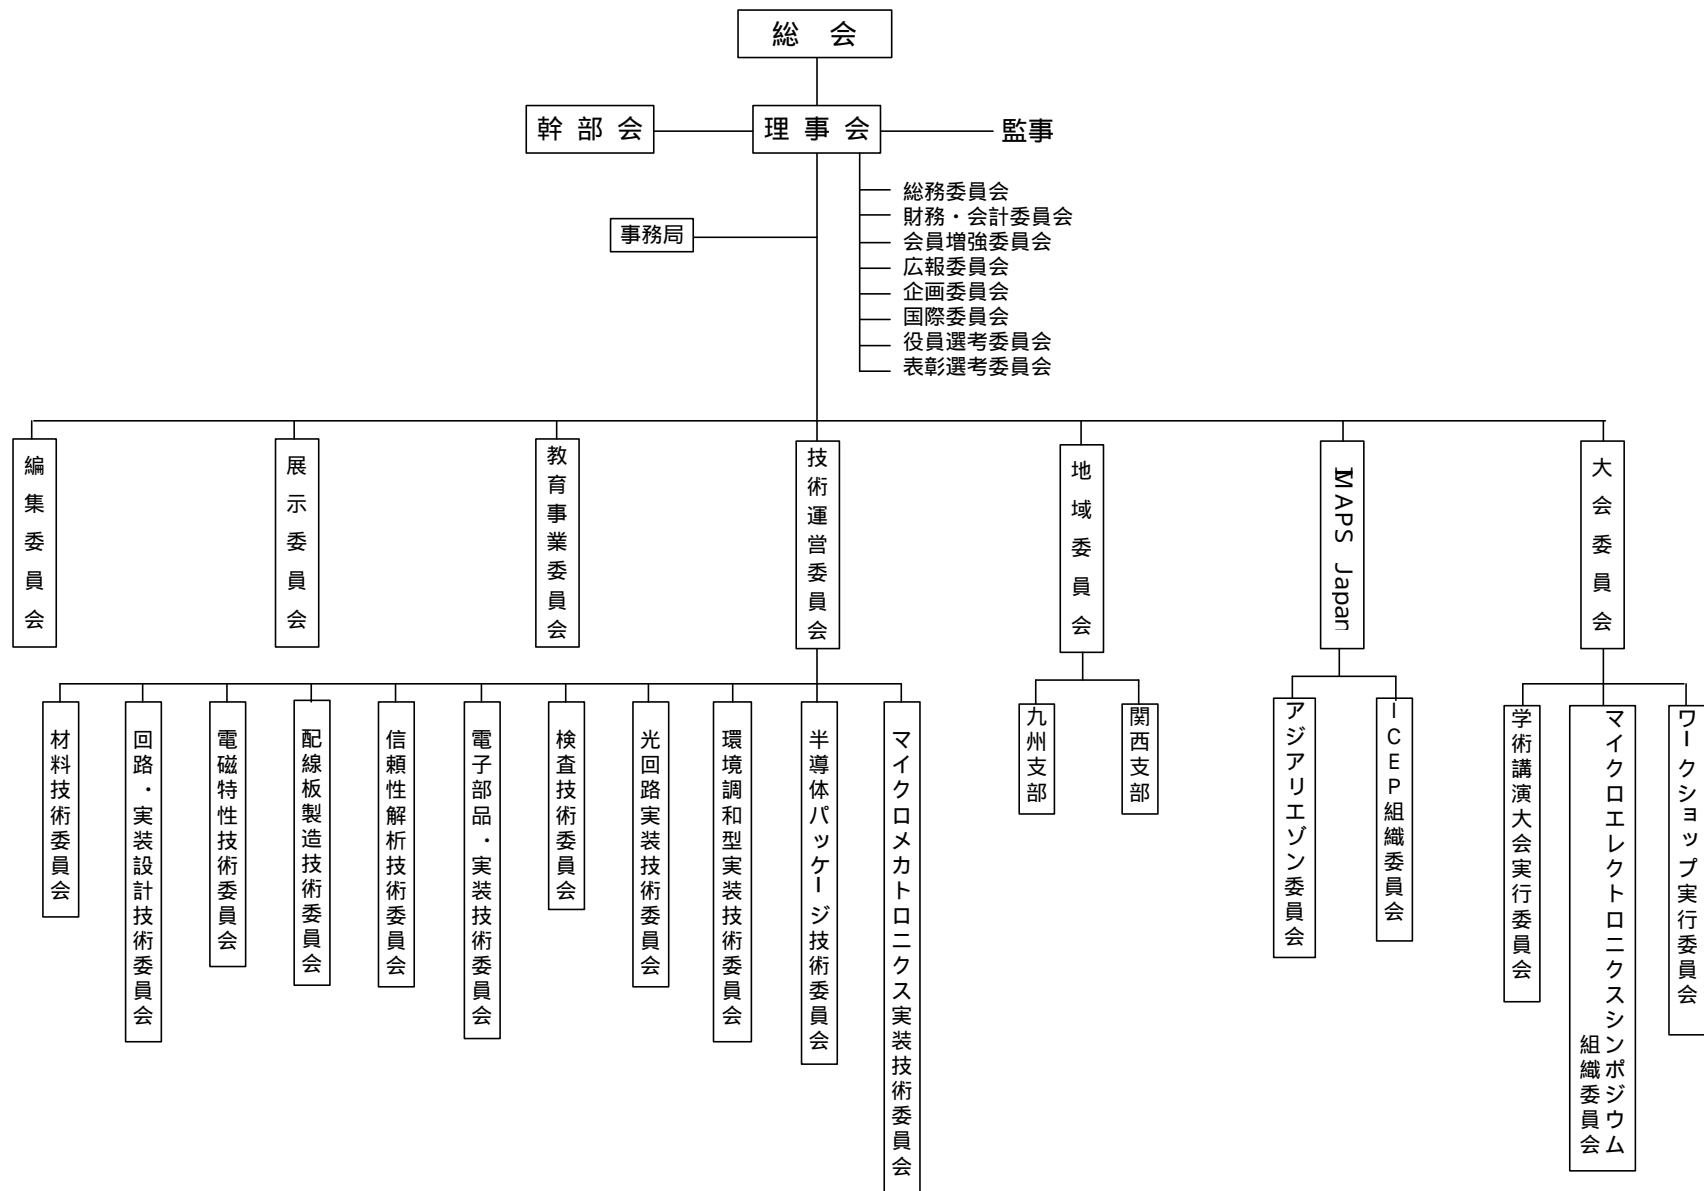 総会
幹部会
理事会
監事
総務委員会
財務・会計委員会
会員増強委員会
広報委員会
企画委員会
国際委員会
役員選考委員会
表彰選考委員会
事務局
編集委員会
展示委員会
教育事業委員会
技術運営委員会
地域委員会
IMAPS Japan
大会委員会
材料技術委員会
回路・実装設計技術委員会
電磁特性技術委員会
配線板製造技術委員会
信頼性解析技術委員会
電子部品・実装技術委員会
検査技術委員会
光回路実装技術委員会
環境調和型実装技術委員会
半導体パッケージ技術委員会
マイクロメカトロニクス実装技術委員会
九州支部
関西支部
アジアリエゾン委員会
ICEP組織委員会
学術講演大会実行委員会
マイクロエレクトロニクスシンポジウム
組織委員会
ワークショップ実行委員会